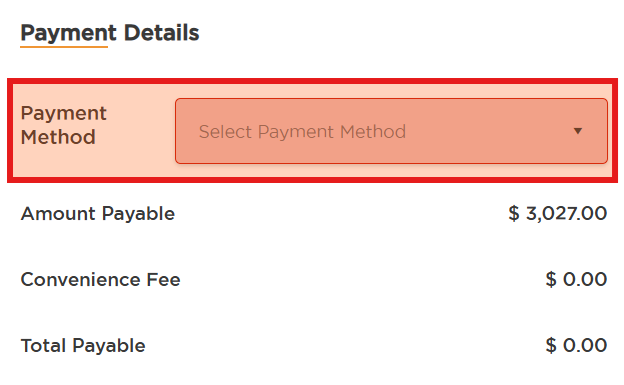 Payment Details
Payment
Method
Select Payment Method
Amount Payable $ 3,027.00
Convenience Fee $ 0.00
Total Payable $ 0.00